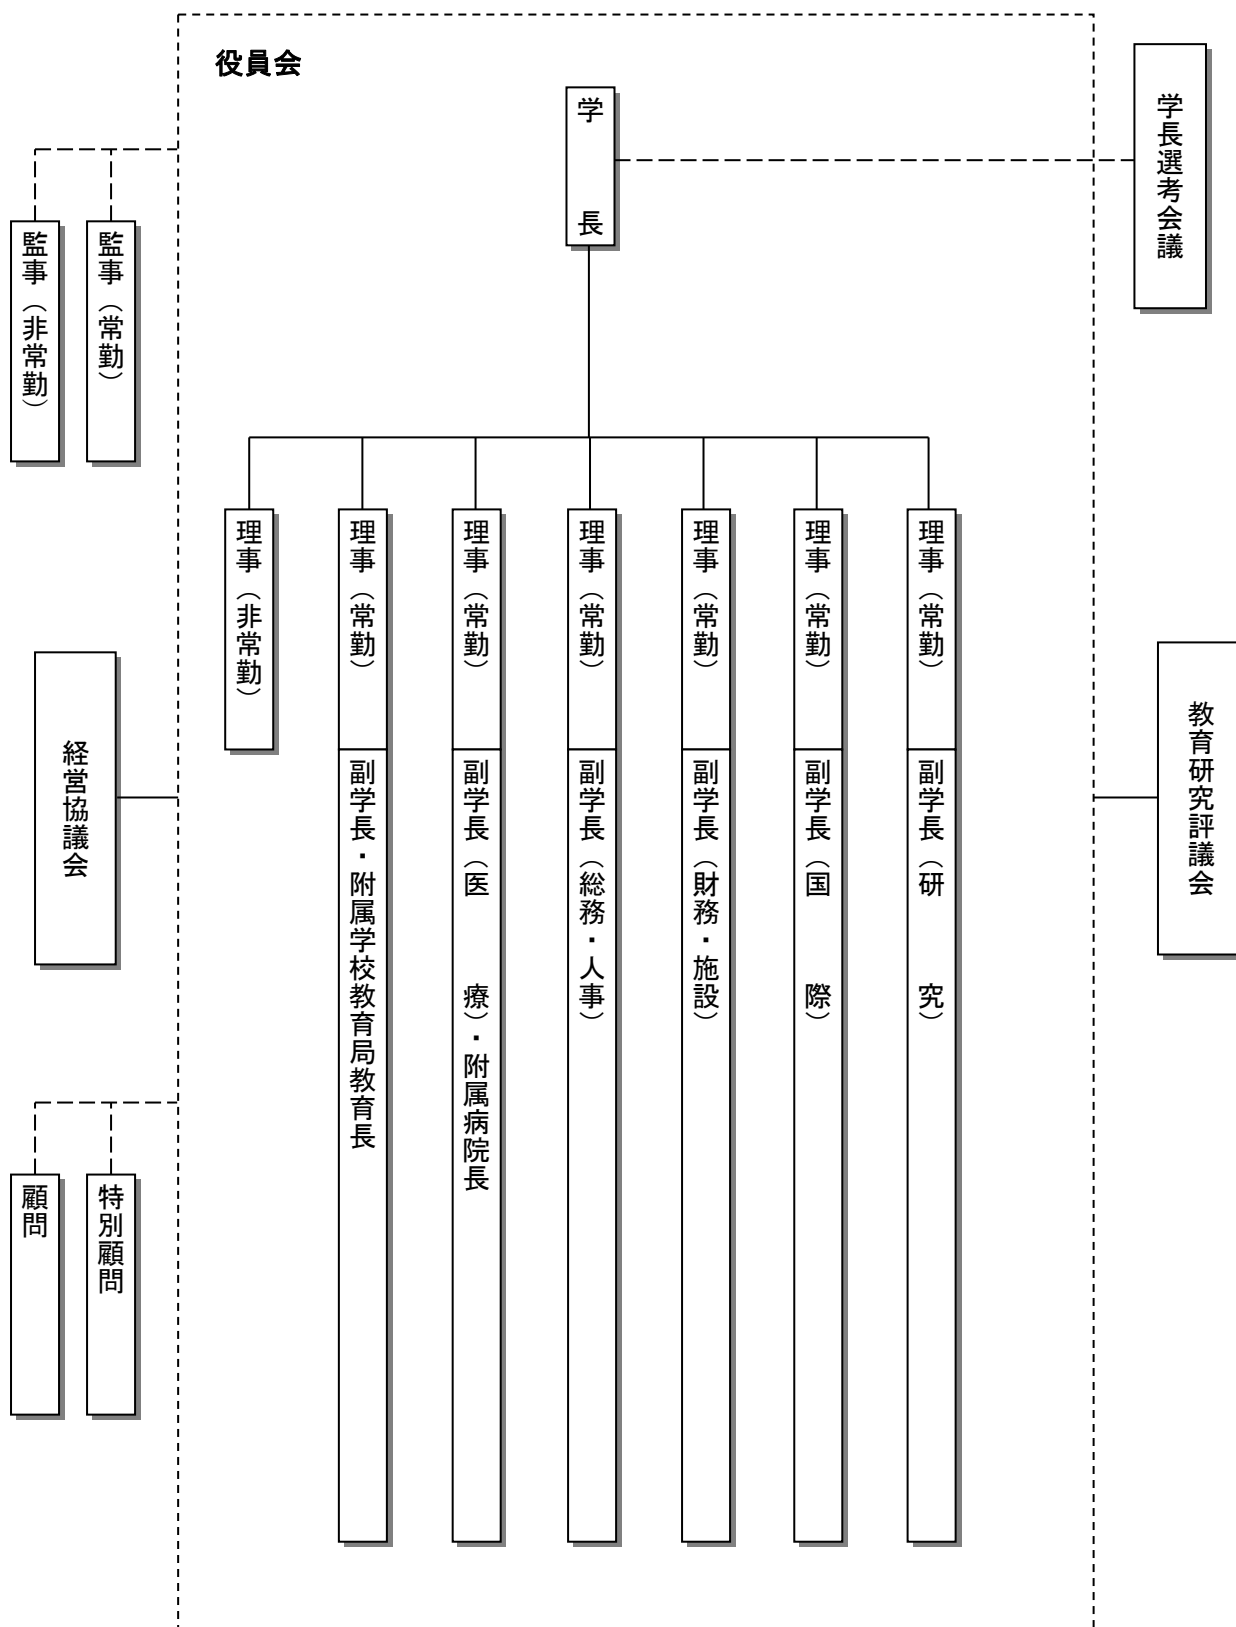 役員会
学　　　長
学長選考会議
監事（非常勤）
監事（常勤）
理事（非常勤）
理事（常勤）
副学長・附属学校教育局教育長
理事（常勤）
副学長（医　　　療）・附属病院長
理事（常勤）
副学長（総務・人事）
理事（常勤）
副学長（財務・施設）
理事（常勤）
副学長（国　　　際）
理事（常勤）
副学長（研　　　究）
経営協議会
教育研究評議会
顧問
特別顧問